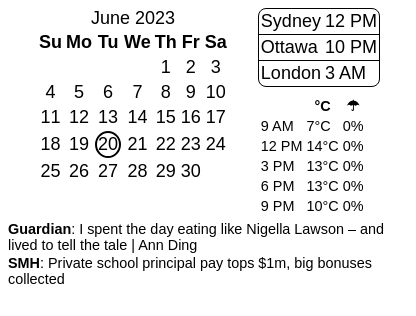 June 2023
Su Mo Tu We Th Fr Sa
1 2 3
4 5 6 7 8 9 10
11 12 13 14 15 16 17
18 19 20 21 22 23 24
25 26 27 28 29 30
Sydney 12 PM
Ottawa 10 PM
London 3 AM
°C ☂
9 AM 7°C 0%
12 PM 14°C 0%
3 PM 13°C 0%
6 PM 13°C 0%
9 PM 10°C 0%
Guardian: I spent the day eating like Nigella Lawson – and
lived to tell the tale | Ann Ding
SMH: Private school principal pay tops $1m, big bonuses
collected